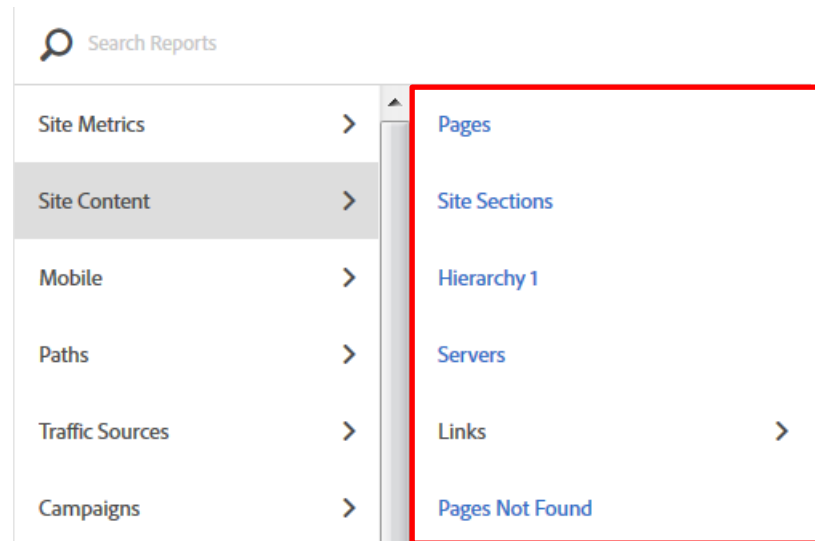 Search Reports
Site Metrics
Site Content
Mobile
Paths
Traffic Sources
Campaigns
Pages
Site Sections
Hierarchy 1
Servers
Links
Pages Not Found